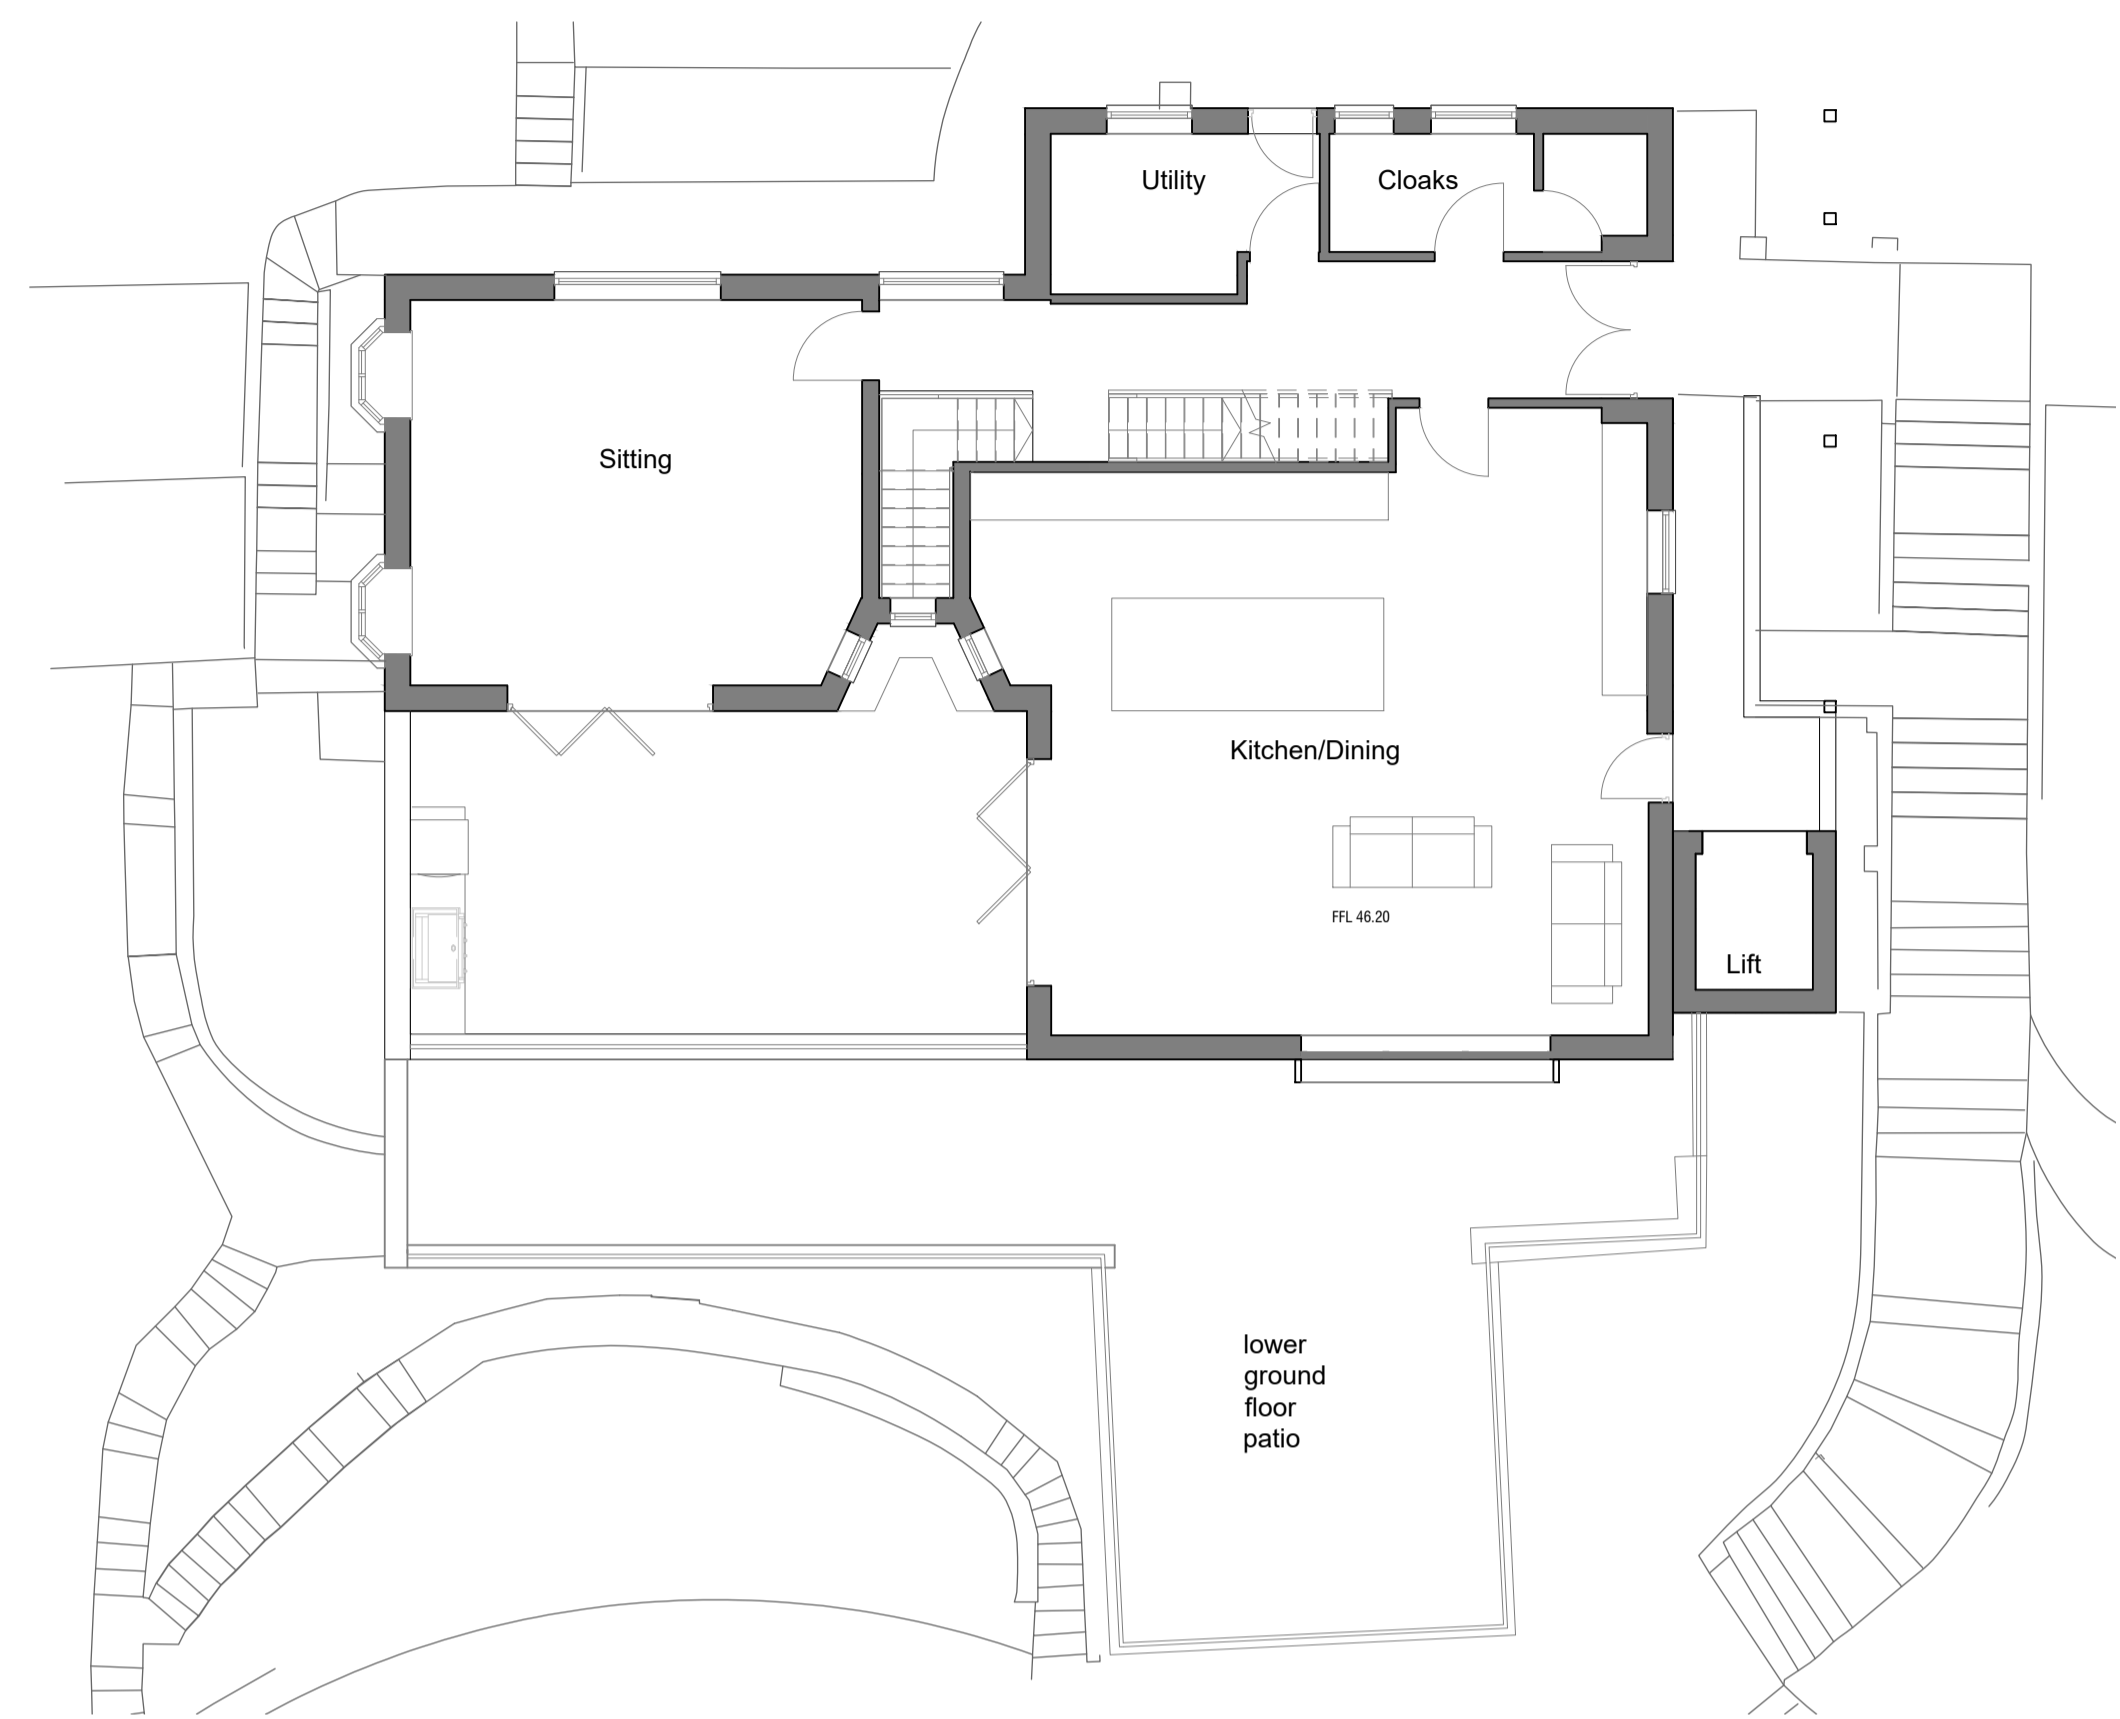 Utility
Cloaks
Sitting
Kitchen/Dining
FFL 46.20
Lift
lower
ground
floor
patio